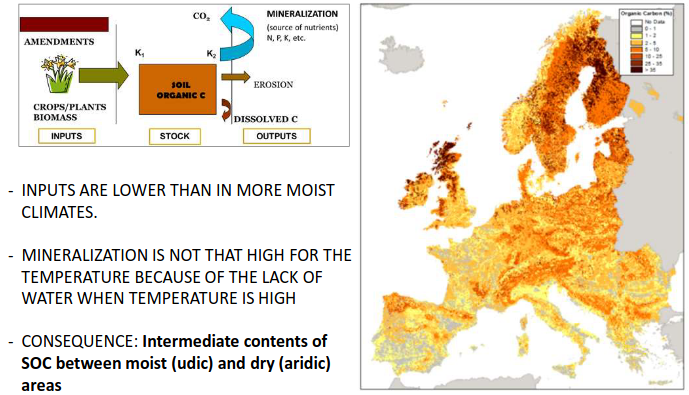 CO₂
MINERALIZATION
(source of nutrients)
N, P, K, etc.
AMENDMENTS
K₁
K₂
SOIL
ORGANIC C
EROSION
CROPS/PLANTS
BIOMASS
DISSOLVED C
INPUTS
STOCK
OUTPUTS
- INPUTS ARE LOWER THAN IN MORE MOIST
CLIMATES.
- MINERALIZATION IS NOT THAT HIGH FOR THE
TEMPERATURE BECAUSE OF THE LACK OF
WATER WHEN TEMPERATURE IS HIGH
- CONSEQUENCE: Intermediate contents of
SOC between moist (udic) and dry (aridic)
areas
Organic Carbon (%)
No Data
0 - 1
1 - 2
2 - 5
5 - 10
10 - 25
25 - 35
> 35